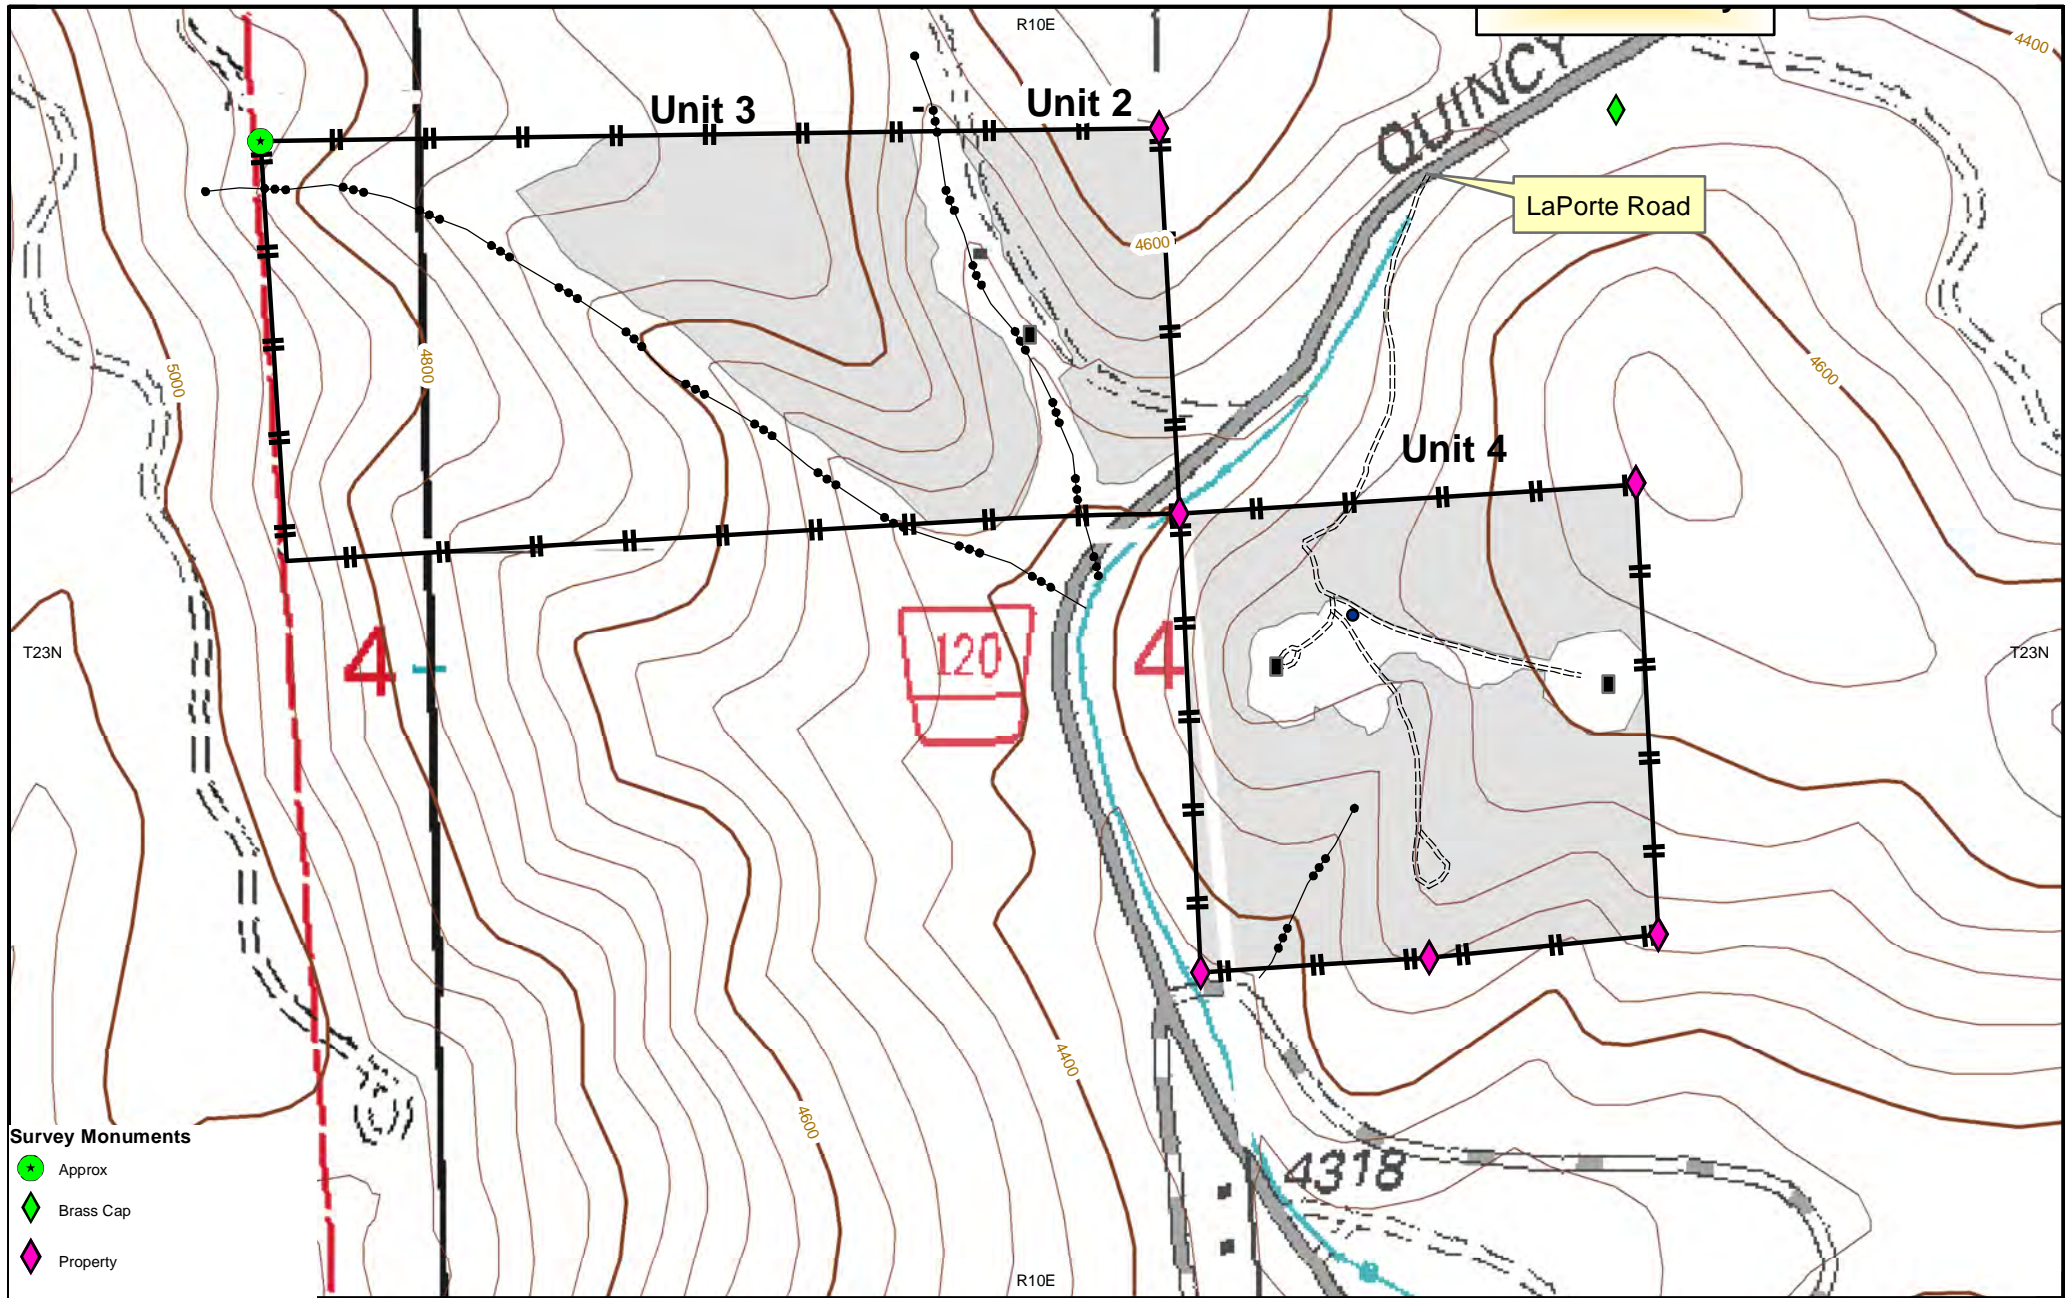 R10E
4400
Unit 3
Unit 2
QUINCY
LaPorte Road
4600
5000
4800
4600
Unit 4
T23N
4
120
4
T23N
4400
4600
4318
Survey Monuments
Approx
Brass Cap
Property
R10E